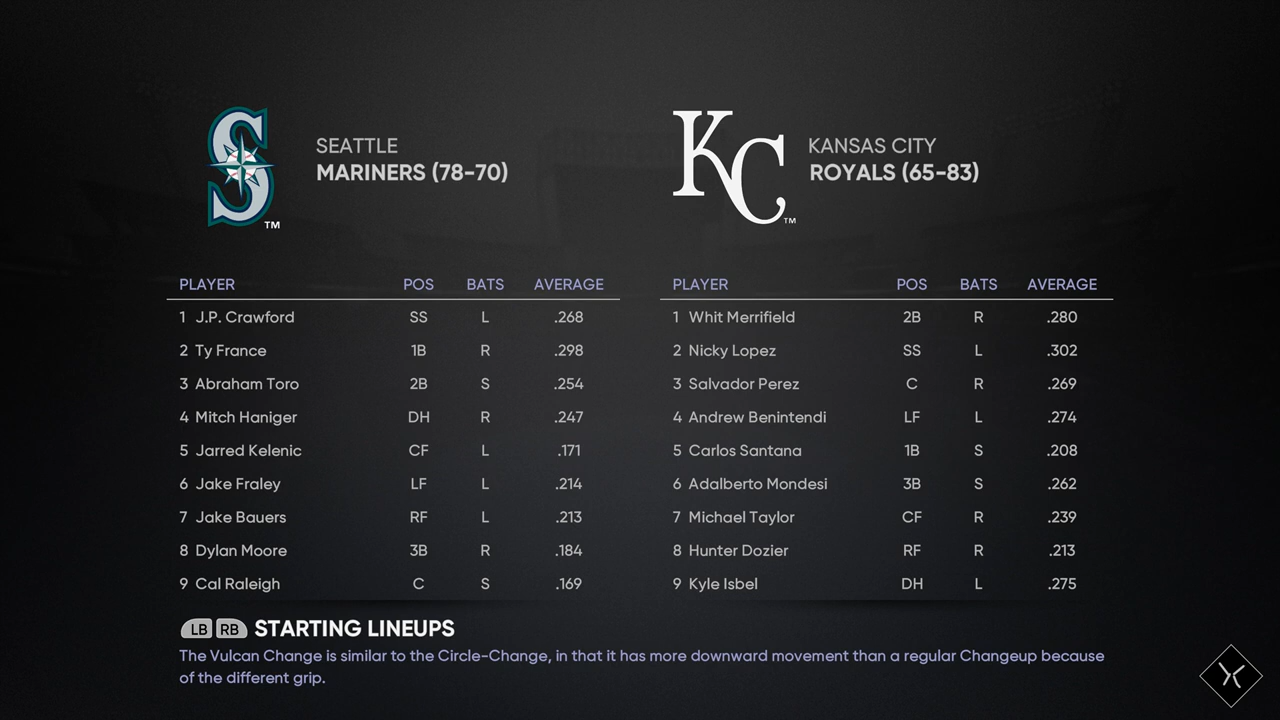 SEATTLE
MARINERS (78-70)
KANSAS CITY
ROYALS (65-83)
PLAYER POS BATS AVERAGE
1 J.P. Crawford SS L .268
2 Ty France 1B R .298
3 Abraham Toro 2B S .254
4 Mitch Haniger DH R .247
5 Jarred Kelenic CF L .171
6 Jake Fraley LF L .214
7 Jake Bauers RF L .213
8 Dylan Moore 3B R .184
9 Cal Raleigh C S .169
PLAYER POS BATS AVERAGE
1 Whit Merrifield 2B R .280
2 Nicky Lopez SS L .302
3 Salvador Perez C R .269
4 Andrew Benintendi LF L .274
5 Carlos Santana 1B S .208
6 Adalberto Mondesi 3B S .262
7 Michael Taylor CF R .239
8 Hunter Dozier RF R .213
9 Kyle Isbel DH L .275
LB RB STARTING LINEUPS
The Vulcan Change is similar to the Circle-Change, in that it has more downward movement than a regular Changeup because
of the different grip.
S TM
KC TM